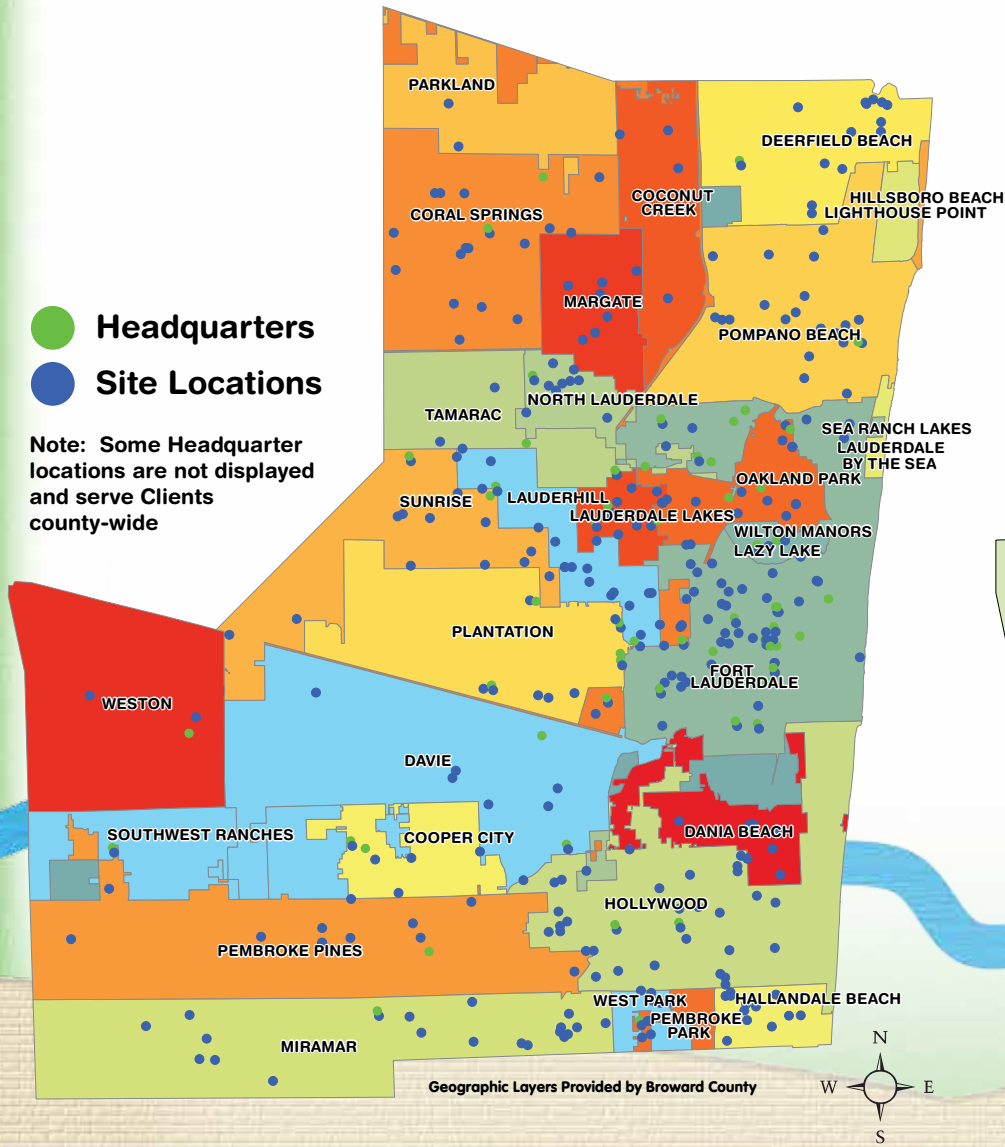 PARKLAND
DEERFIELD BEACH
COCONUT
CREEK
HILLSBORO BEACH
LIGHTHOUSE POINT
CORAL SPRINGS
MARGATE
Headquarters
Site Locations
POMPANO BEACH
NORTH LAUDERDALE
TAMARAC
SEA RANCH LAKES
LAUDERDALE
BY THE SEA
Note: Some Headquarter
locations are not displayed
and serve Clients
county-wide
OAKLAND PARK
SUNRISE
LAUDERHILL
LAUDERDALE LAKES
WILTON MANORS
LAZY LAKE
PLANTATION
FORT
LAUDERDALE
WESTON
DAVIE
SOUTHWEST RANCHES
COOPER CITY
DANIA BEACH
HOLLYWOOD
PEMBROKE PINES
WEST PARK
HALLANDALE BEACH
PEMBROKE
PARK
MIRAMAR
Geographic Layers Provided by Broward County
N
W E
S